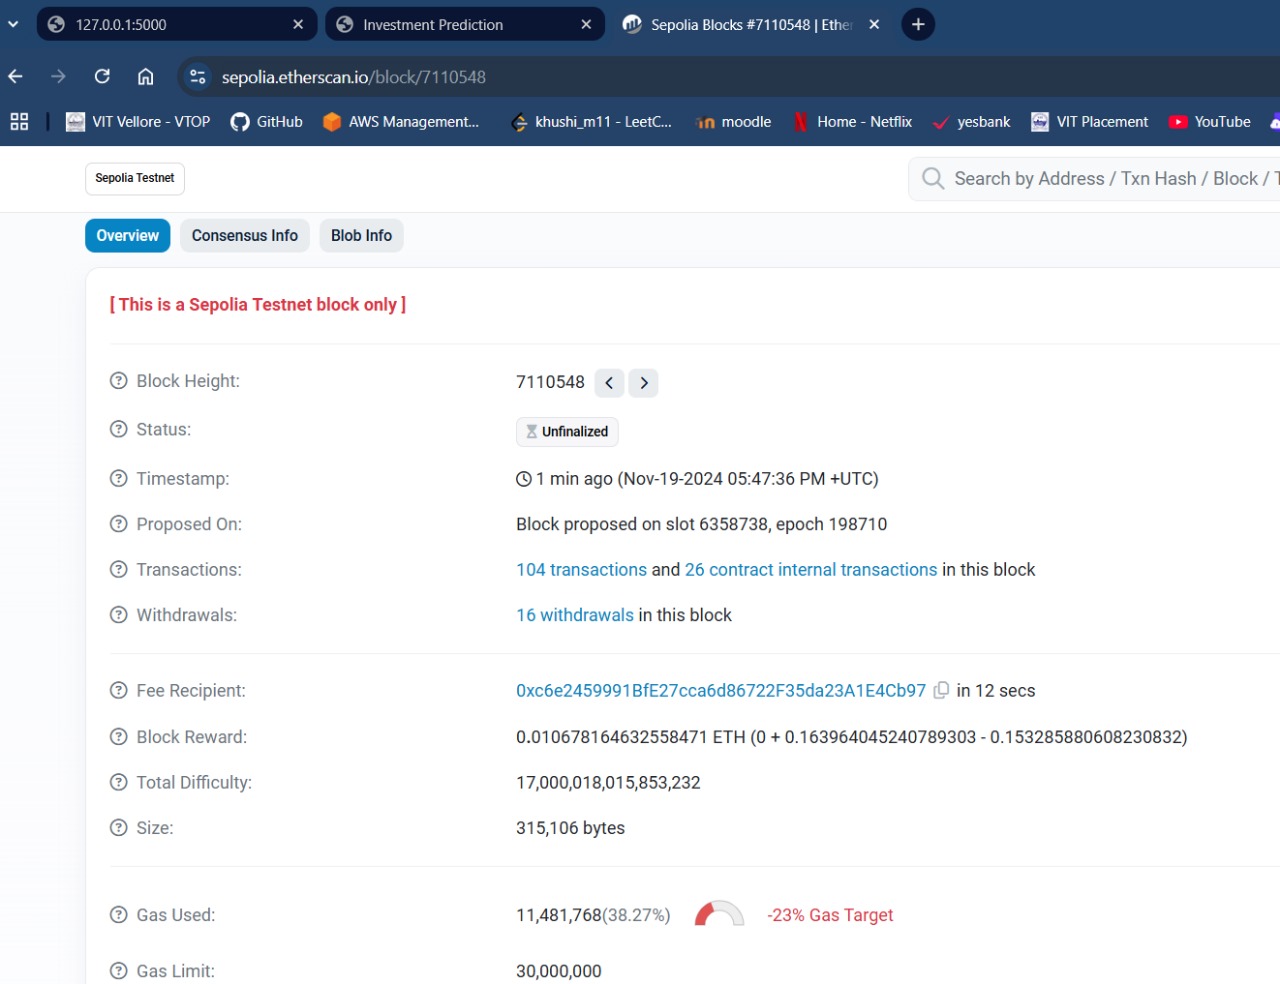 127.0.0.1:5000
Investment Prediction
Sepolia Blocks #7110548 | Ether
sepolia.etherscan.io/block/7110548
VIT Vellore - VTOP GitHub AWS Management... khushi_m11 - LeetC... moodle Home - Netflix yesbank VIT Placement YouTube
Sepolia Testnet
Search by Address / Txn Hash / Block / T
Overview Consensus Info Blob Info
[ This is a Sepolia Testnet block only ]
Block Height: 7110548
Status: Unfinalized
Timestamp: 1 min ago (Nov-19-2024 05:47:36 PM +UTC)
Proposed On: Block proposed on slot 6358738, epoch 198710
Transactions: 104 transactions and 26 contract internal transactions in this block
Withdrawals: 16 withdrawals in this block
Fee Recipient: 0xc6e2459991BfE27cca6d86722F35da23A1E4Cb97 in 12 secs
Block Reward: 0.010678164632558471 ETH (0 + 0.163964045240789303 - 0.153285880608230832)
Total Difficulty: 17,000,018,015,853,232
Size: 315,106 bytes
Gas Used: 11,481,768(38.27%) -23% Gas Target
Gas Limit: 30,000,000